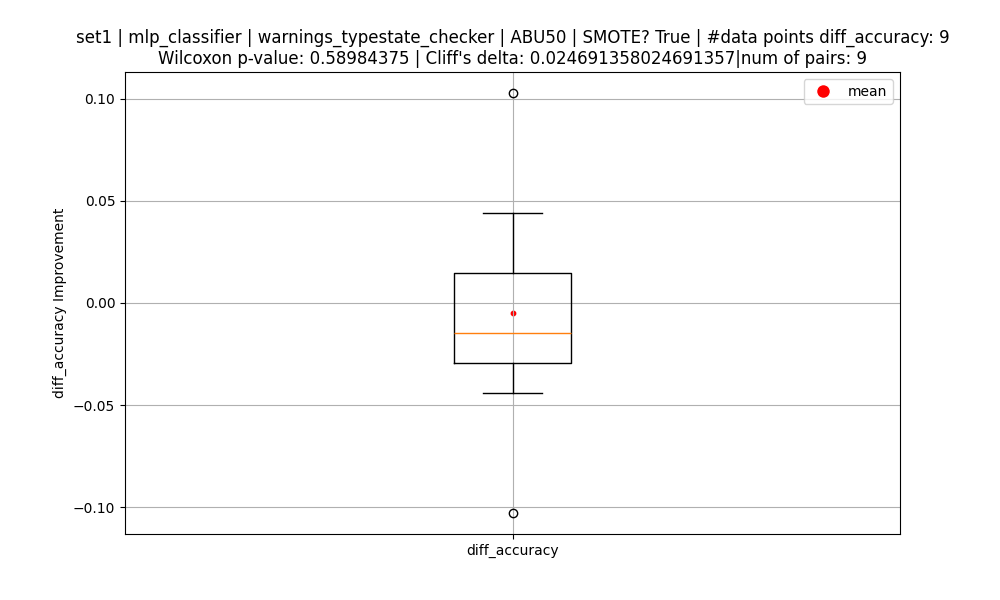 set1 | mlp_classifier | warnings_typestate_checker | ABU50 | SMOTE? True | #data points diff_accuracy: 9
Wilcoxon p-value: 0.58984375 | Cliff's delta: 0.024691358024691357|num of pairs: 9
mean
0.10
0.05
0.00
−0.05
−0.10
diff_accuracy Improvement
diff_accuracy